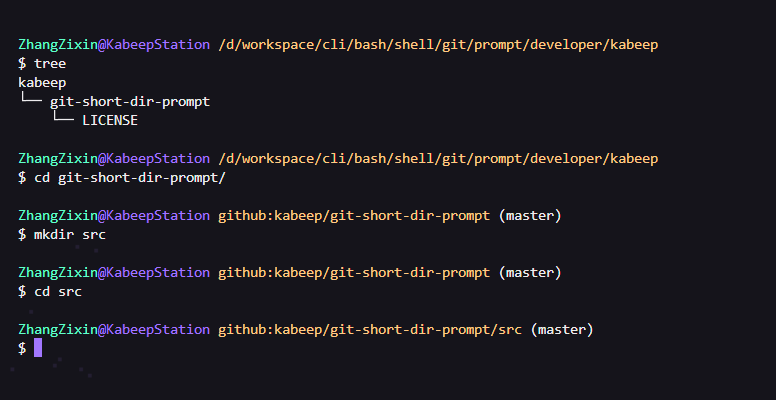 ZhangZixin@KabeepStation /d/workspace/cli/bash/shell/git/prompt/developer/kabeep
$ tree
kabeep
└── git-short-dir-prompt
    └── LICENSE
ZhangZixin@KabeepStation /d/workspace/cli/bash/shell/git/prompt/developer/kabeep
$ cd git-short-dir-prompt/
ZhangZixin@KabeepStation github:kabeep/git-short-dir-prompt (master)
$ mkdir src
ZhangZixin@KabeepStation github:kabeep/git-short-dir-prompt (master)
$ cd src
ZhangZixin@KabeepStation github:kabeep/git-short-dir-prompt/src (master)
$